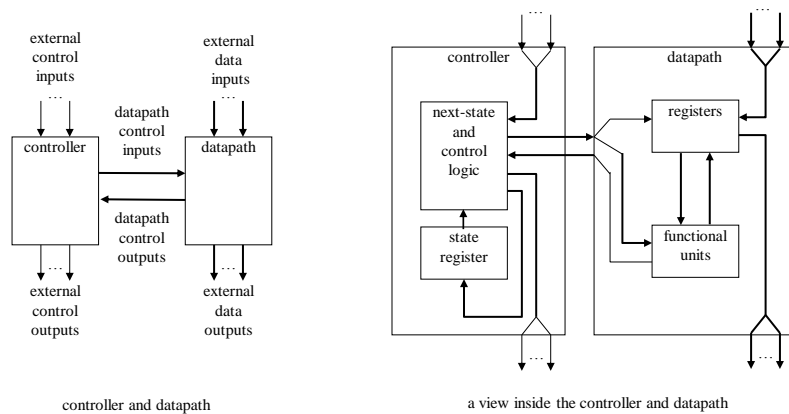 external
control
inputs
...
external
data
inputs
...
datapath
control
inputs
controller
datapath
datapath
control
outputs
...
...
external
control
outputs
external
data
outputs
controller and datapath
...
...
controller
datapath
next-state
and
control
logic
registers
state
register
functional
units
...
...
a view inside the controller and datapath